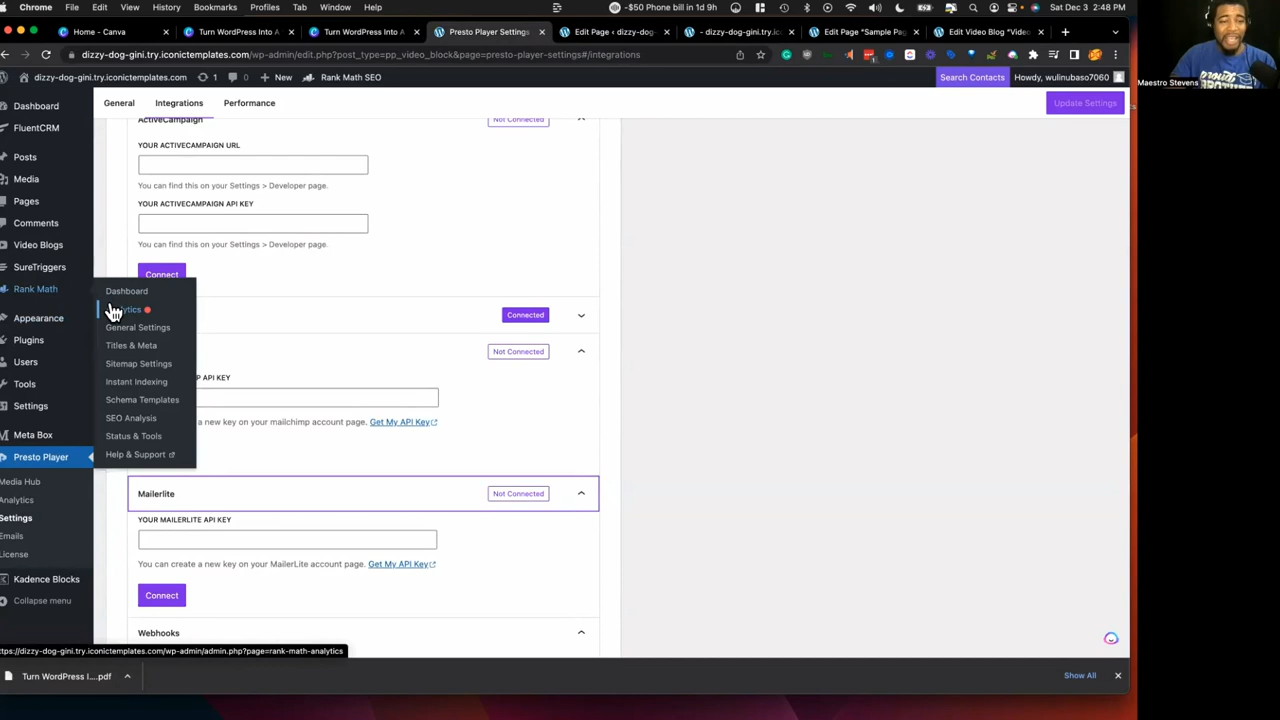 Chrome File Edit View History Bookmarks Profiles Tab Window Help -$50 Phone bill in 1d 9h Sat Dec 3 2:48 PM
Home - Canva Turn WordPress Into A Turn WordPress Into A Presto Player Settings Edit Page < dizzy-dog-gini. - dizzy-dog-gini.try.ic Edit Page "Sample Pag Edit Video Blog "Video
dizzy-dog-gini.try.iconictemplates.com/wp-admin/edit.php?post_type=pp_video_block&page=presto-player-settings#/integrations
dizzy-dog-gini.try.iconictemplates.com 1 0 + New Rank Math SEO Search Contacts Howdy, wulinubaso7060
Maestro Stevens
General Integrations Performance Update Settings
Dashboard
FluentCRM
Posts
Media
Pages
Comments
Video Blogs
SureTriggers
Rank Math
Appearance
Plugins
Users
Tools
Settings
Meta Box
Presto Player
Media Hub
Analytics
Settings
Emails
License
Kadence Blocks
Collapse menu
Dashboard
General Settings
Titles & Meta
Sitemap Settings
Instant Indexing
Schema Templates
SEO Analysis
Status & Tools
Help & Support
ActiveCampaign Not Connected
YOUR ACTIVECAMPAIGN URL
You can find this on your Settings > Developer page.
YOUR ACTIVECAMPAIGN API KEY
You can find this on your Settings > Developer page.
Connect
Connected
Not Connected
P API KEY
a new key on your mailchimp account page. Get My API Key
Mailerlite Not Connected
YOUR MAILERLITE API KEY
You can create a new key on your MailerLite account page. Get My API Key
Connect
Webhooks
ttps://dizzy-dog-gini.try.iconictemplates.com/wp-admin/admin.php?page=rank-math-analytics
Turn WordPress I....pdf Show All